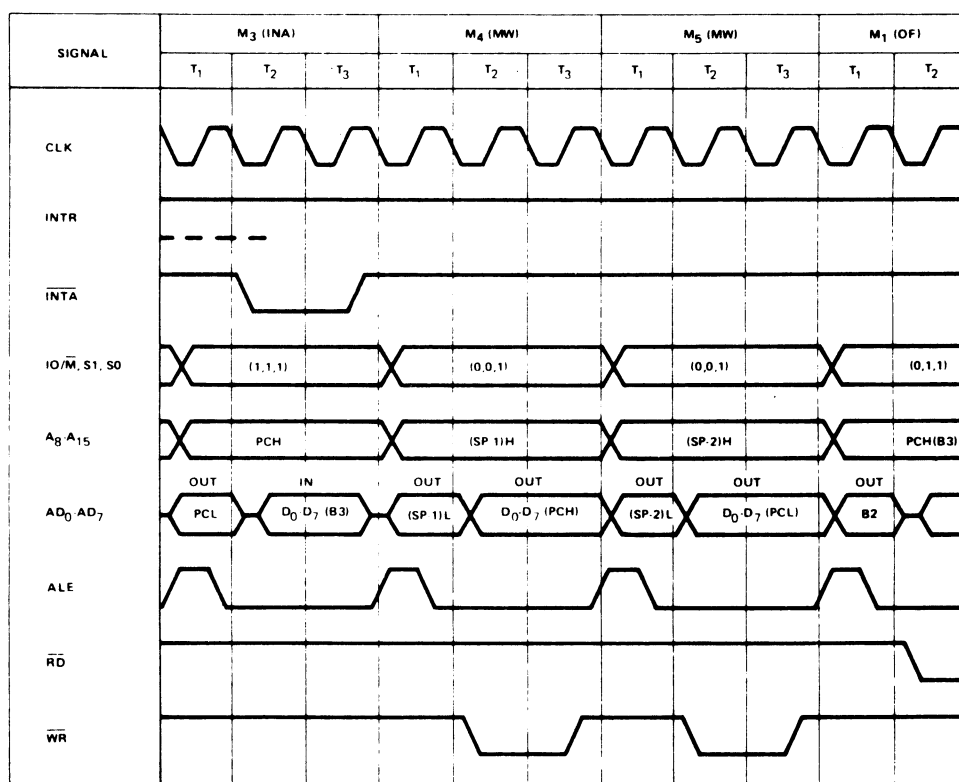 SIGNAL
M3 (INA) M4 (MW) M5 (MW) M1 (OF)
T1 T2 T3 T1 T2 T3 T1 T2 T3 T1 T2
CLK
INTR
INTA
IO/M, S1, S0 (1,1,1) (0,0,1) (0,0,1) (0,1,1)
A8-A15 PCH (SP-1)H (SP-2)H PCH(B3)
OUT IN OUT OUT OUT OUT OUT
AD0-AD7 PCL D0-D7 (B3) (SP-1)L D0-D7 (PCH) (SP-2)L D0-D7 (PCL) B2
ALE
RD
WR